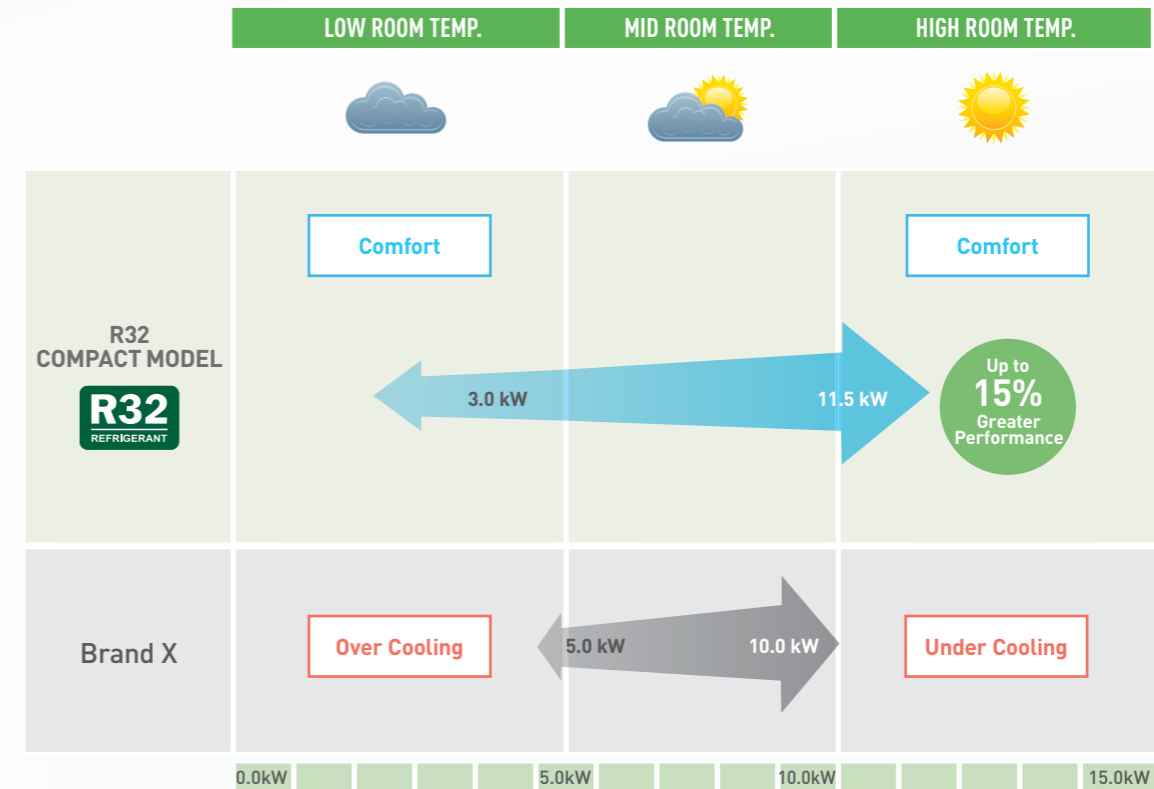 LOW ROOM TEMP.
MID ROOM TEMP.
HIGH ROOM TEMP.
R32
COMPACT MODEL
R32
REFRIGERANT
Comfort
Comfort
3.0 kW
11.5 kW
Up to
15%
Greater
Performance
Brand X
Over Cooling
5.0 kW
10.0 kW
Under Cooling
0.0kW
5.0kW
10.0kW
15.0kW